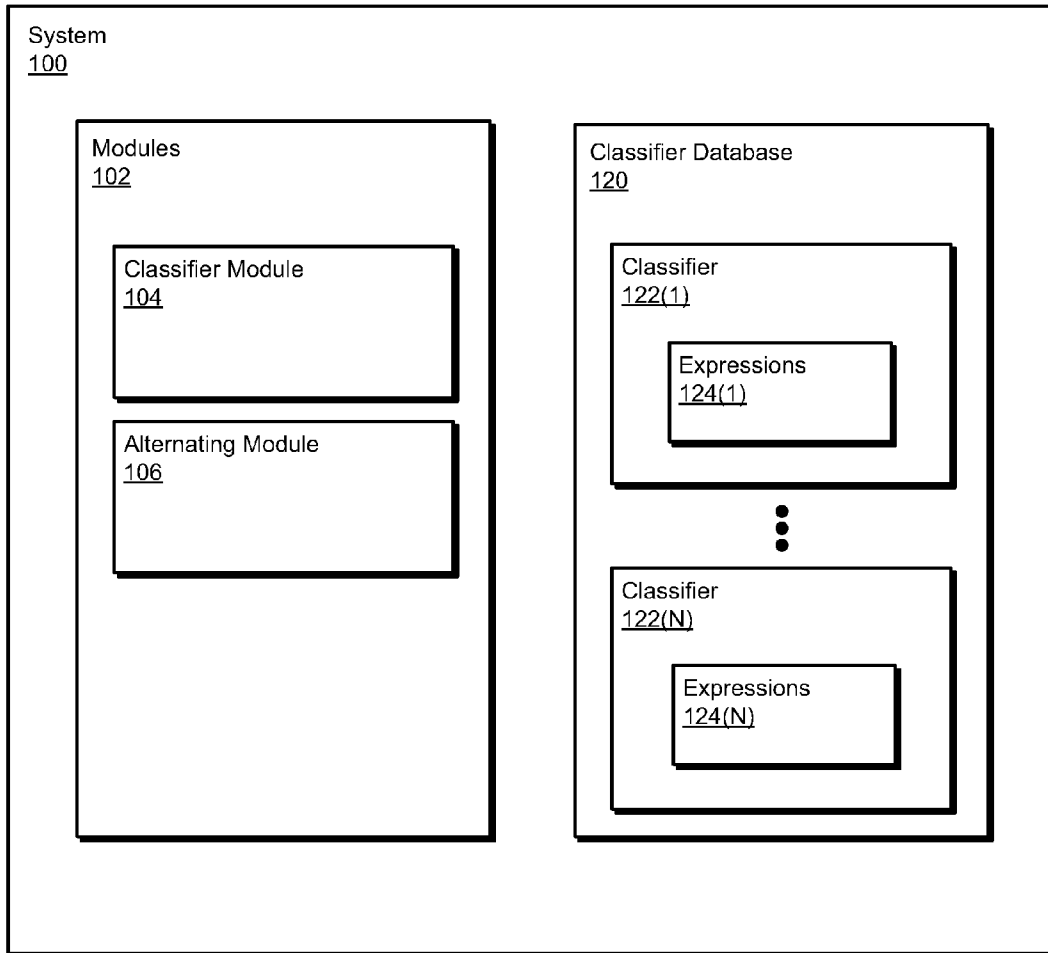 System
100
Modules
102
Classifier Module
104
Alternating Module
106
Classifier Database
120
Classifier
122(1)
Expressions
124(1)
Classifier
122(N)
Expressions
124(N)